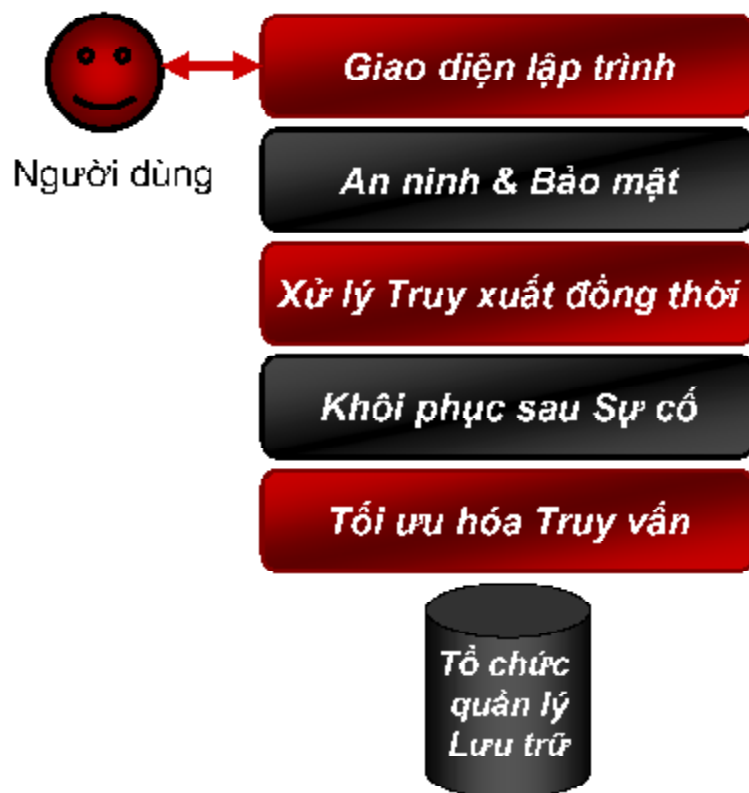 Giao diện lập trình
Người dùng
An ninh & Bảo mật
Xử lý Truy xuất đồng thời
Khôi phục sau Sự cố
Tối ưu hóa Truy vấn
Tổ chức
quản lý
Lưu trữ